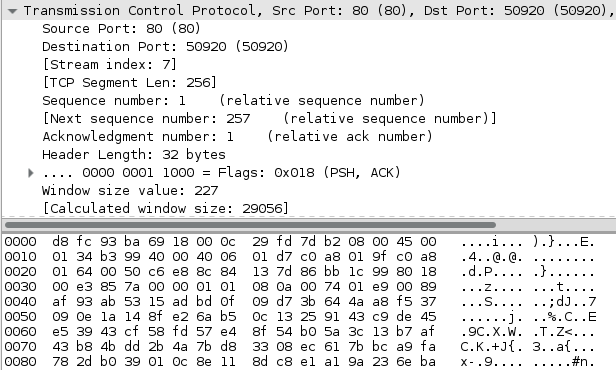 Transmission Control Protocol, Src Port: 80 (80), Dst Port: 50920 (50920),
Source Port: 80 (80)
Destination Port: 50920 (50920)
[Stream index: 7]
[TCP Segment Len: 256]
Sequence number: 1    (relative sequence number)
[Next sequence number: 257    (relative sequence number)]
Acknowledgment number: 1    (relative ack number)
Header Length: 32 bytes
.... 0000 0001 1000 = Flags: 0x018 (PSH, ACK)
Window size value: 227
[Calculated window size: 29056]
0000  d8 fc 93 ba 69 18 00 0c  29 fd 7d b2 08 00 45 00   ....i... ).}...E.
0010  01 34 b3 99 40 00 40 06  01 d7 c0 a8 01 9f c0 a8   .4..@.@. ........
0020  01 64 00 50 c6 e8 8c 84  13 7d 86 bb 1c 99 80 18   .d.P.... .}......
0030  00 e3 85 7a 00 00 01 01  08 0a 00 74 01 e9 00 89   ...z.... ...t....
0040  af 93 ab 53 15 ad bd 0f  09 d7 3b 64 4a a8 f5 37   ...S.... ..;dJ..7
0050  09 0e 1a 14 8f e2 6a b5  0c 13 25 91 43 c9 de 45   ......j. ..%.C..E
0060  e5 39 43 cf 58 fd 57 e4  8f 54 b0 5a 3c 13 b7 af   .9C.X.W. .T.Z<...
0070  43 b8 4b dd 2b 4a 7b d8  33 08 ec 61 7b bc a9 fa   C.K.+J{. 3..a{...
0080  78 2d b0 39 01 0c 8e 11  8d c8 e1 a1 9a 23 6e ba   x-.9.... .....#n.